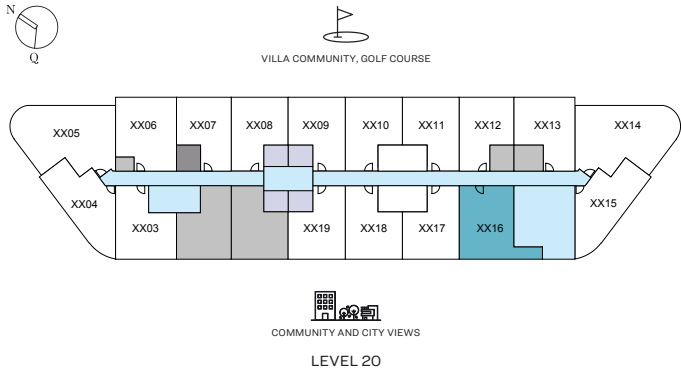 N
Q
VILLA COMMUNITY, GOLF COURSE
XX05 XX06 XX07 XX08 XX09 XX10 XX11 XX12 XX13 XX14
XX04 XX03 XX19 XX18 XX17 XX16 XX15
COMMUNITY AND CITY VIEWS
LEVEL 20